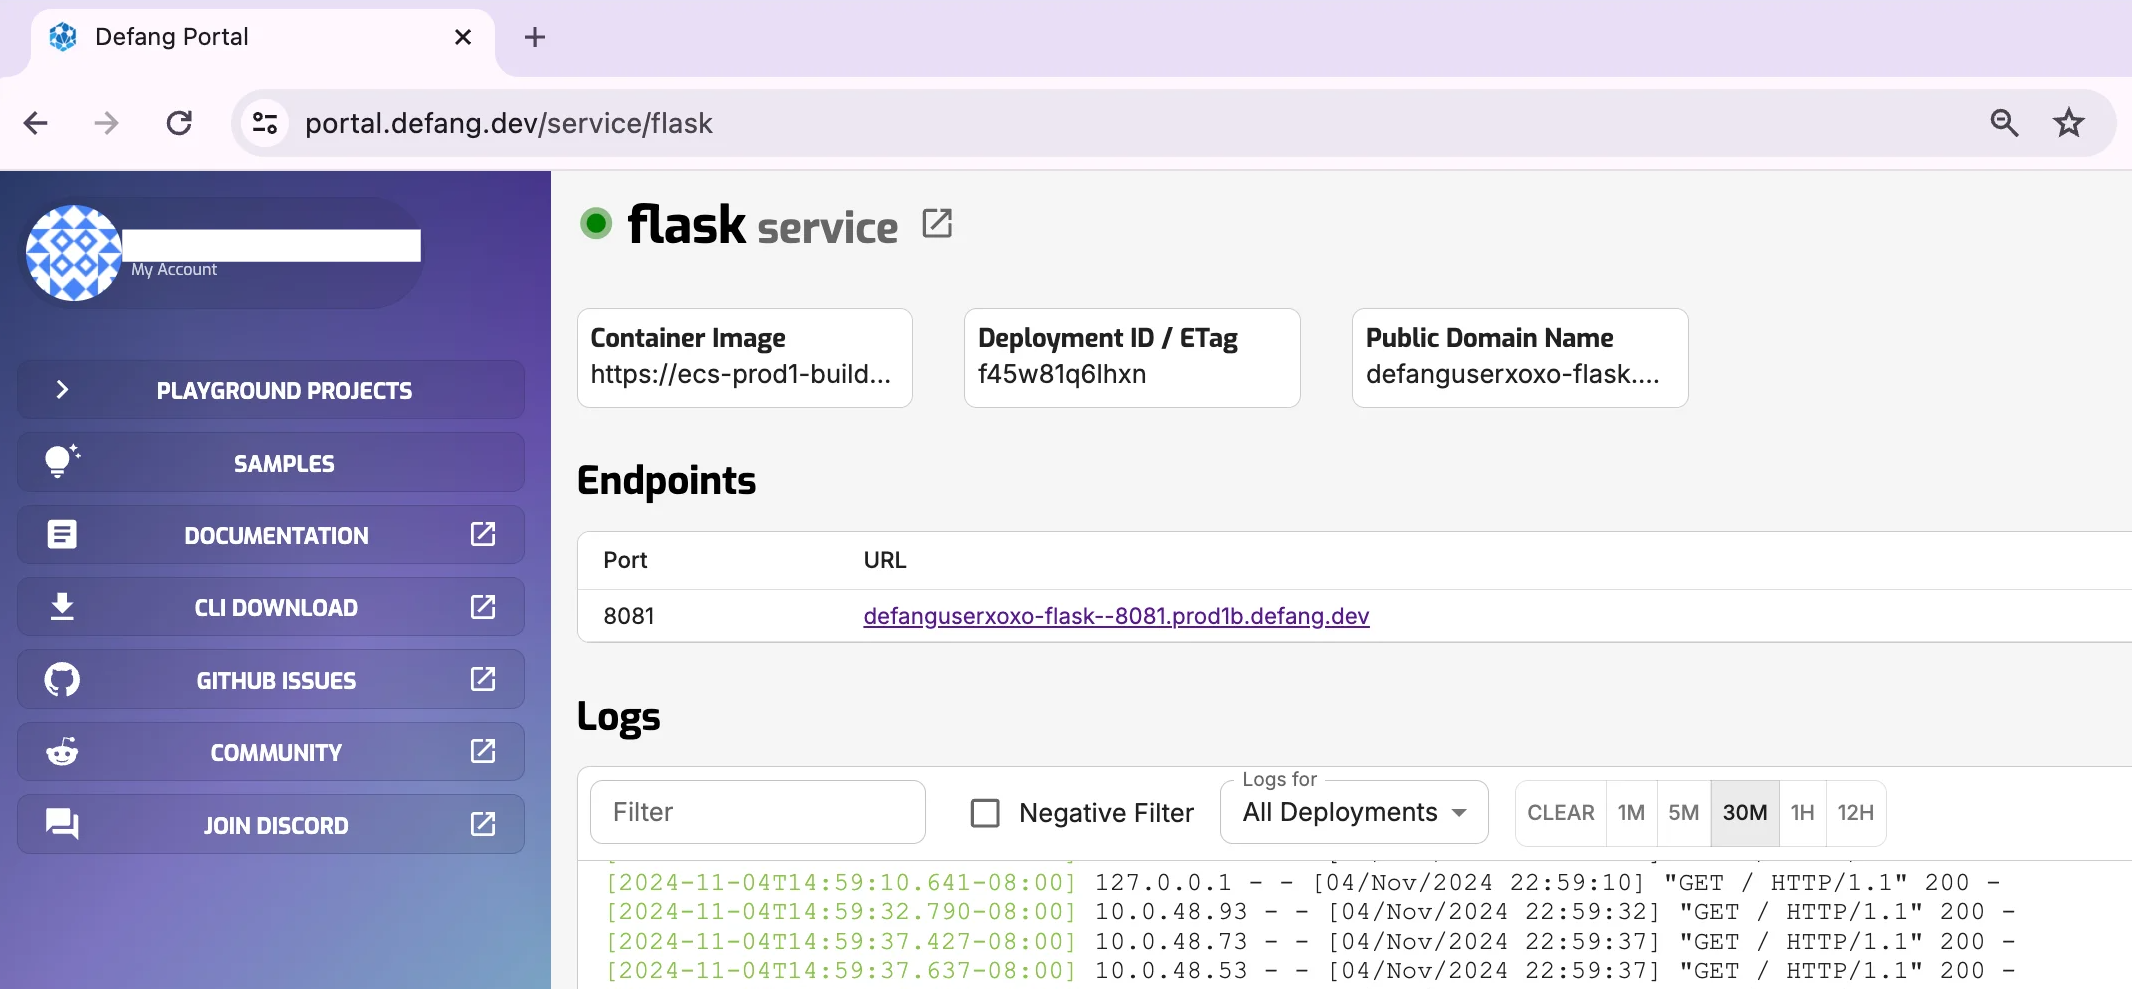 Defang Portal
portal.defang.dev/service/flask
My Account
PLAYGROUND PROJECTS
SAMPLES
DOCUMENTATION
CLI DOWNLOAD
GITHUB ISSUES
COMMUNITY
JOIN DISCORD
flask service
Container Image
https://ecs-prod1-build...
Deployment ID / ETag
f45w81q6lhxn
Public Domain Name
defanguserxoxo-flask....
Endpoints
Port URL
8081 defanguserxoxo-flask--8081.prod1b.defang.dev
Logs
Filter
Negative Filter
Logs for
All Deployments
CLEAR 1M 5M 30M 1H 12H
[2024-11-04T14:59:10.641-08:00] 127.0.0.1 - - [04/Nov/2024 22:59:10] "GET / HTTP/1.1" 200 -
[2024-11-04T14:59:32.790-08:00] 10.0.48.93 - - [04/Nov/2024 22:59:32] "GET / HTTP/1.1" 200 -
[2024-11-04T14:59:37.427-08:00] 10.0.48.73 - - [04/Nov/2024 22:59:37] "GET / HTTP/1.1" 200 -
[2024-11-04T14:59:37.637-08:00] 10.0.48.53 - - [04/Nov/2024 22:59:37] "GET / HTTP/1.1" 200 -